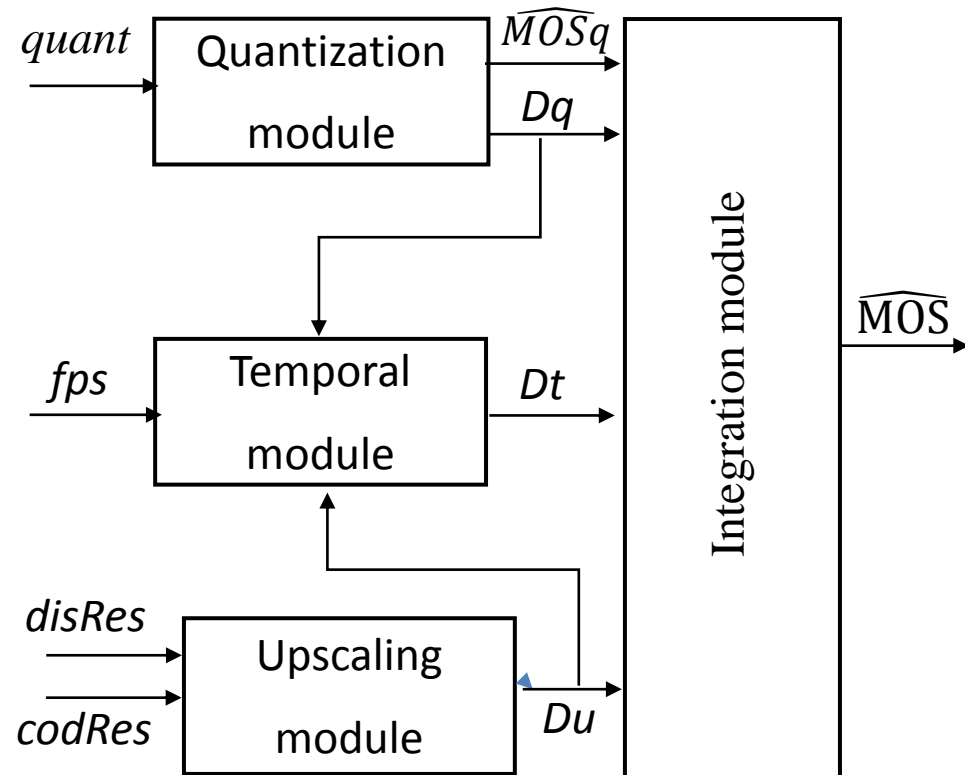 quant
Quantization
module
MOSq
Dq
fps
Temporal
module
Dt
disRes
codRes
Upscaling
module
Du
Integration module
MOS